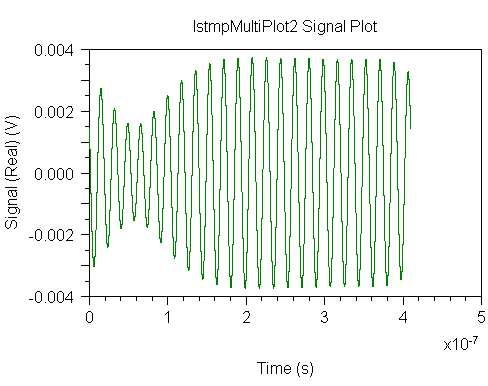 IstmpMultiPlot2 Signal Plot
0.004
0.002
0.000
-0.002
-0.004
Signal (Real) (V)
0 1 2 3 4 5
x10-7
Time (s)